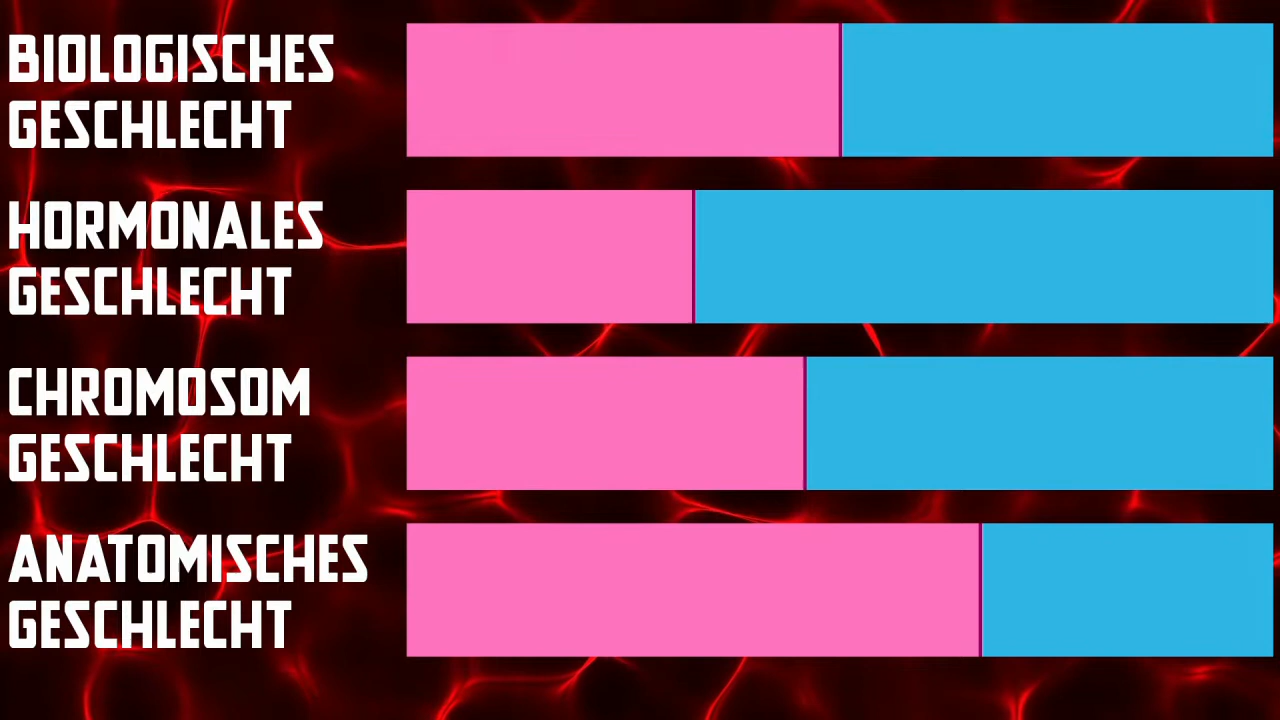 BIOLOGISCHES
GESCHLECHT
HORMONALES
GESCHLECHT
CHROMOSOM
GESCHLECHT
ANATOMISCHES
GESCHLECHT